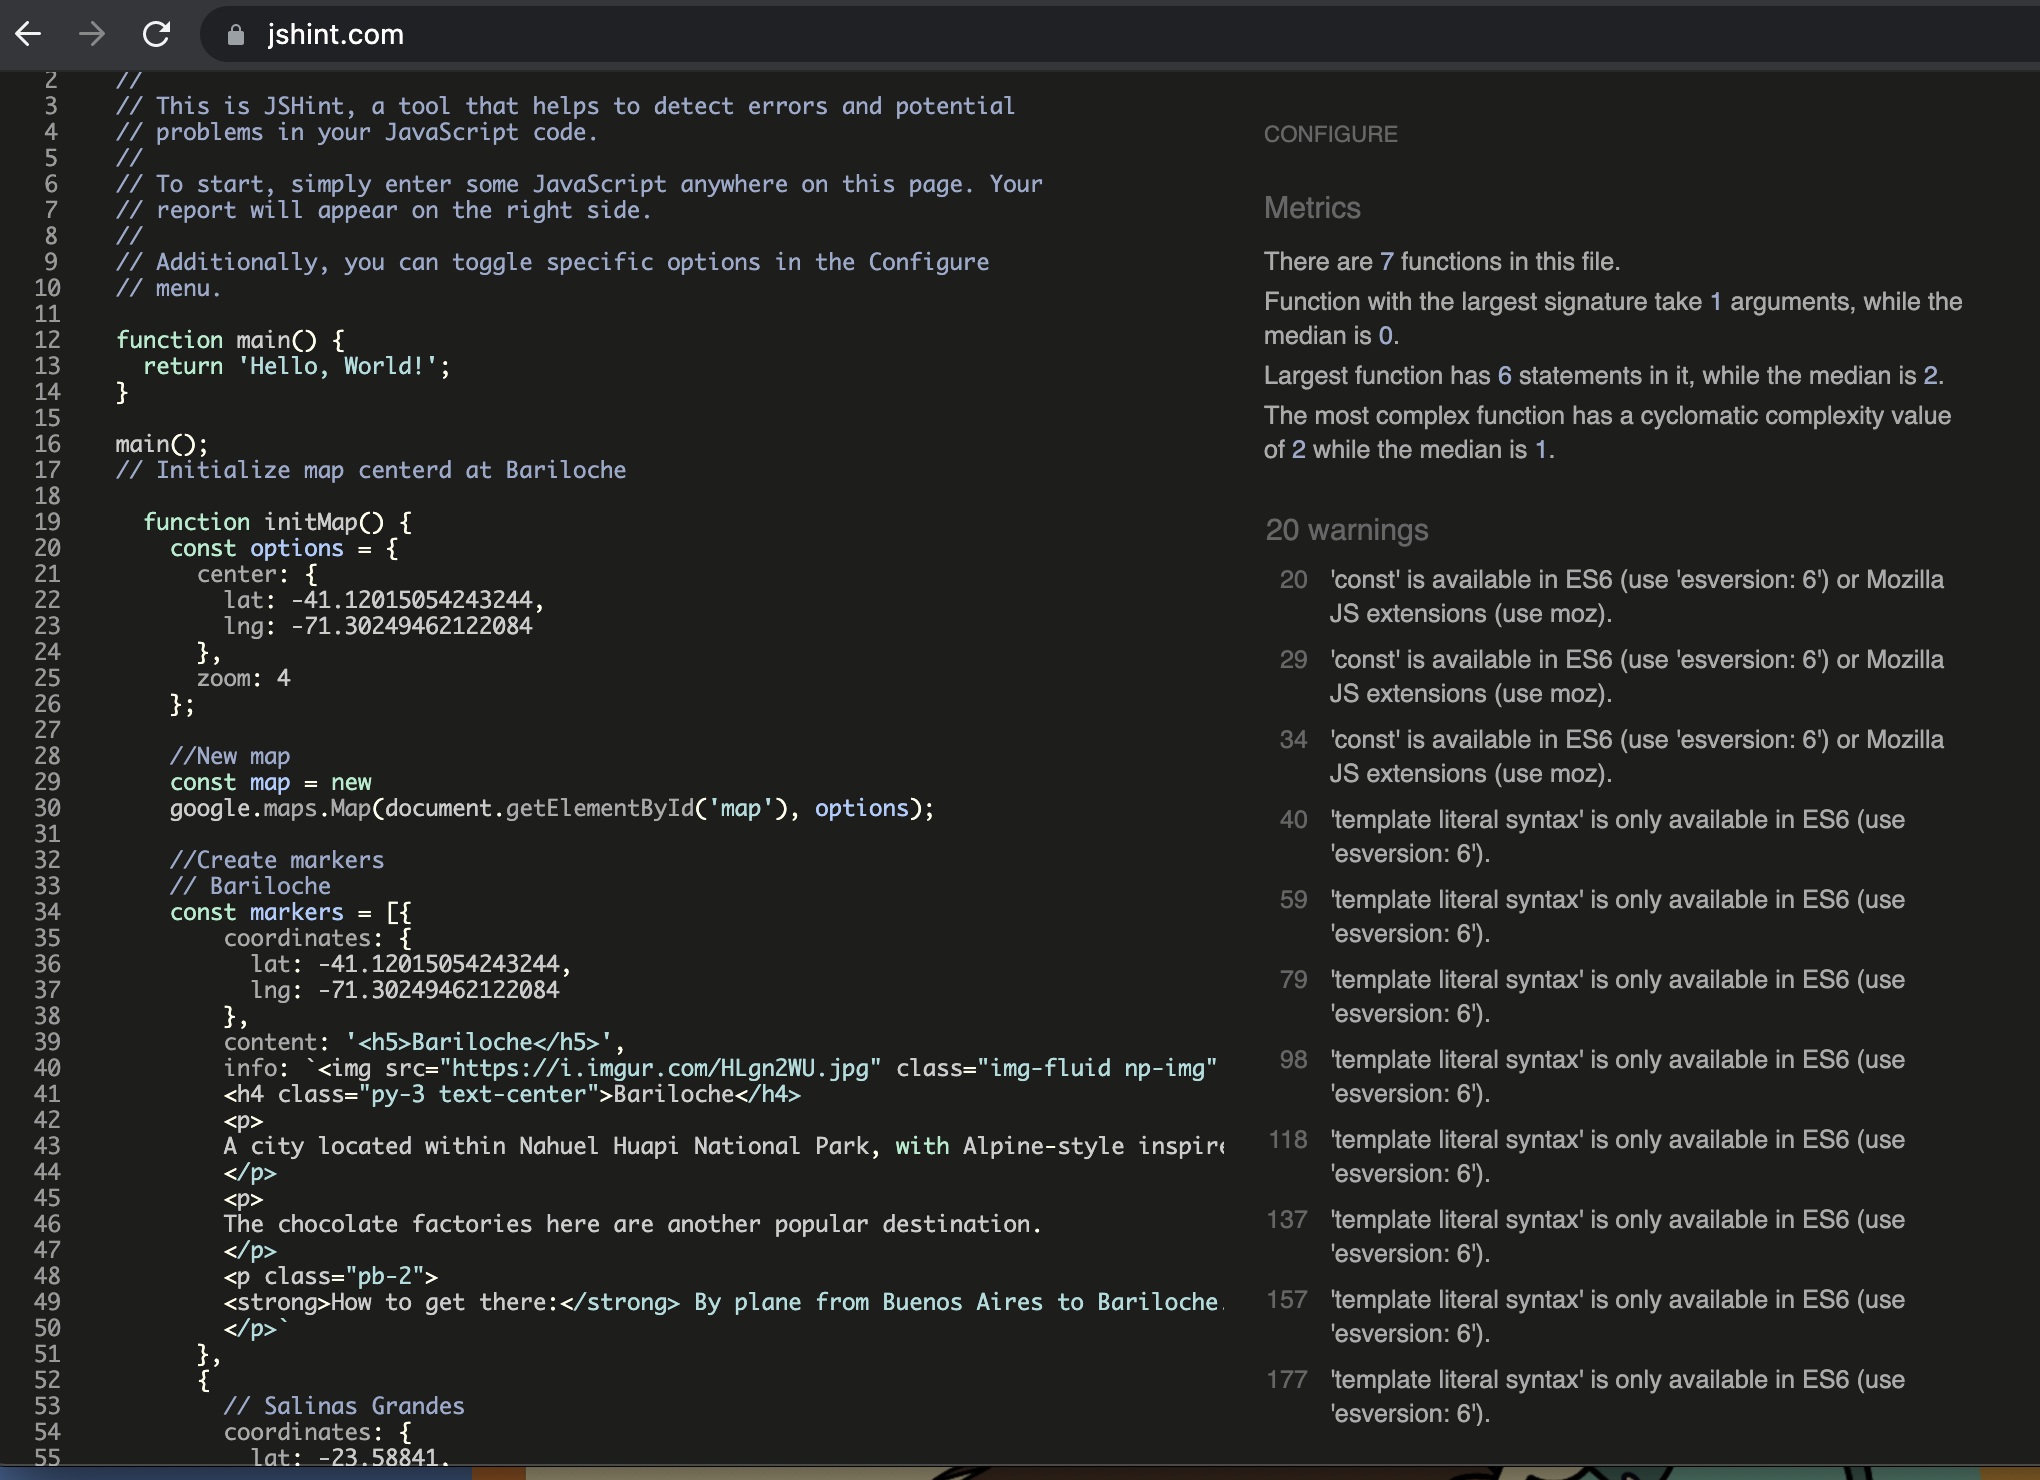 jshint.com
2 //
3 // This is JSHint, a tool that helps to detect errors and potential
4 // problems in your JavaScript code.
5 //
6 // To start, simply enter some JavaScript anywhere on this page. Your
7 // report will appear on the right side.
8 //
9 // Additionally, you can toggle specific options in the Configure
10 // menu.
11
12 function main() {
13 return 'Hello, World!';
14 }
15
16 main();
17 // Initialize map centerd at Bariloche
18
19 function initMap() {
20 const options = {
21 center: {
22 lat: -41.12015054243244,
23 lng: -71.30249462122084
24 },
25 zoom: 4
26 };
27
28 //New map
29 const map = new
30 google.maps.Map(document.getElementById('map'), options);
31
32 //Create markers
33 // Bariloche
34 const markers = [{
35 coordinates: {
36 lat: -41.12015054243244,
37 lng: -71.30249462122084
38 },
39 content: '<h5>Bariloche</h5>',
40 info: `<img src="https://i.imgur.com/HLgn2WU.jpg" class="img-fluid np-img"
41 <h4 class="py-3 text-center">Bariloche</h4>
42 <p>
43 A city located within Nahuel Huapi National Park, with Alpine-style inspire
44 </p>
45 <p>
46 The chocolate factories here are another popular destination.
47 </p>
48 <p class="pb-2">
49 <strong>How to get there:</strong> By plane from Buenos Aires to Bariloche.
50 </p>`
51 },
52 {
53 // Salinas Grandes
54 coordinates: {
55 lat: -23.58841,
CONFIGURE
Metrics
There are 7 functions in this file.
Function with the largest signature take 1 arguments, while the
median is 0.
Largest function has 6 statements in it, while the median is 2.
The most complex function has a cyclomatic complexity value
of 2 while the median is 1.
20 warnings
20 'const' is available in ES6 (use 'esversion: 6') or Mozilla
JS extensions (use moz).
29 'const' is available in ES6 (use 'esversion: 6') or Mozilla
JS extensions (use moz).
34 'const' is available in ES6 (use 'esversion: 6') or Mozilla
JS extensions (use moz).
40 'template literal syntax' is only available in ES6 (use
'esversion: 6').
59 'template literal syntax' is only available in ES6 (use
'esversion: 6').
79 'template literal syntax' is only available in ES6 (use
'esversion: 6').
98 'template literal syntax' is only available in ES6 (use
'esversion: 6').
118 'template literal syntax' is only available in ES6 (use
'esversion: 6').
137 'template literal syntax' is only available in ES6 (use
'esversion: 6').
157 'template literal syntax' is only available in ES6 (use
'esversion: 6').
177 'template literal syntax' is only available in ES6 (use
'esversion: 6').